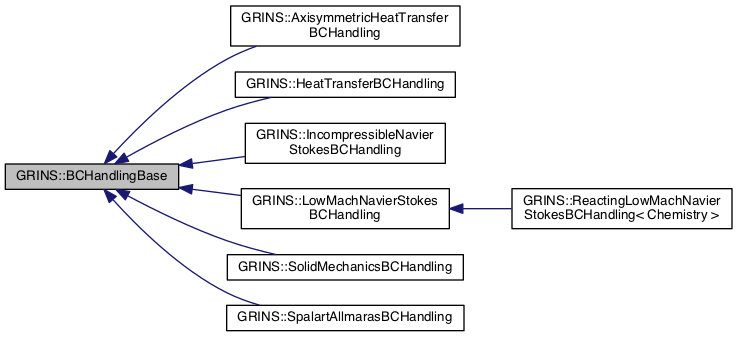 GRINS::AxisymmetricHeatTransfer
BCHandling
GRINS::HeatTransferBCHandling
GRINS::IncompressibleNavier
StokesBCHandling
GRINS::BCHandlingBase
GRINS::LowMachNavierStokes
BCHandling
GRINS::ReactingLowMachNavier
StokesBCHandling< Chemistry >
GRINS::SolidMechanicsBCHandling
GRINS::SpalartAllmarasBCHandling